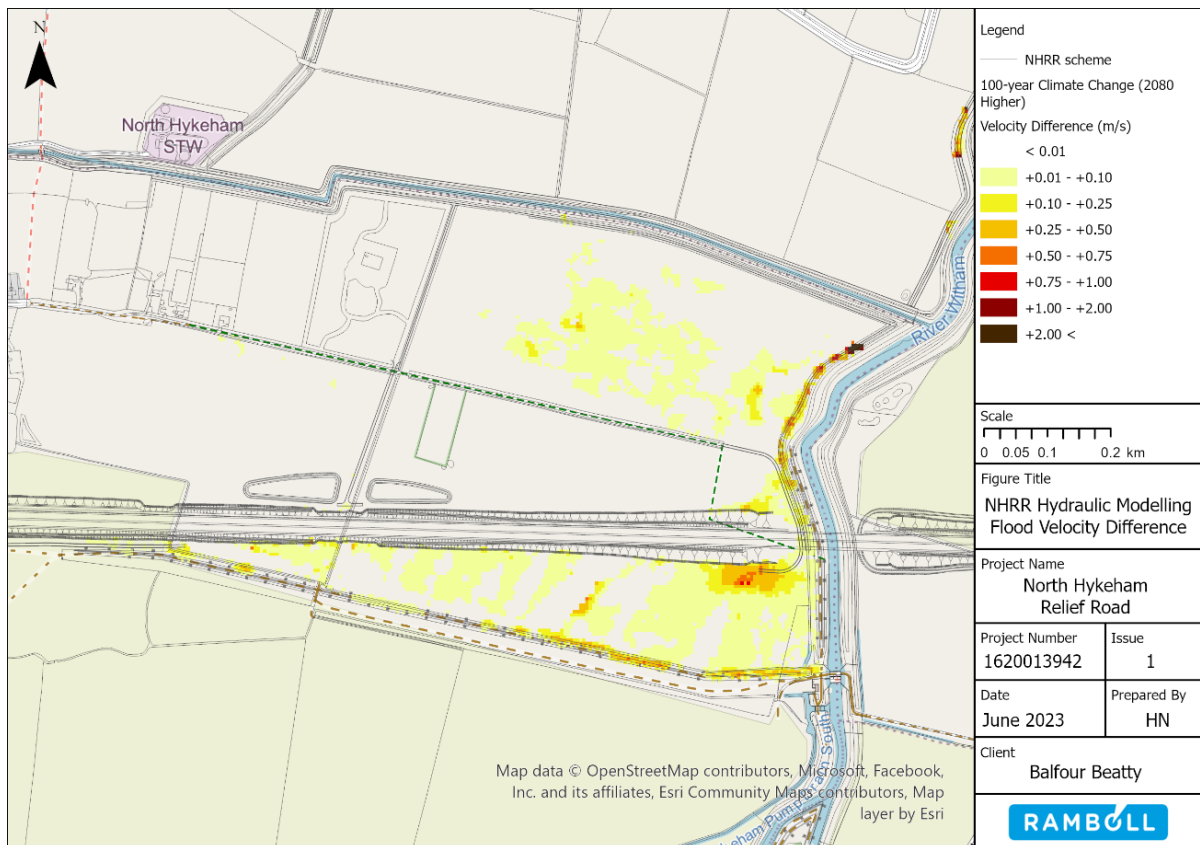 N
North Hykeham
STW
River Witham
South
Map data © OpenStreetMap contributors, Microsoft, Facebook,
Inc. and its affiliates, Esri Community Maps contributors, Map
layer by Esri
Legend
NHRR scheme
100-year Climate Change (2080
Higher)
Velocity Difference (m/s)
< 0.01
+0.01 - +0.10
+0.10 - +0.25
+0.25 - +0.50
+0.50 - +0.75
+0.75 - +1.00
+1.00 - +2.00
+2.00 <
Scale
0 0.05 0.1 0.2 km
Figure Title
NHRR Hydraulic Modelling
Flood Velocity Difference
Project Name
North Hykeham
Relief Road
Project Number
1620013942
Issue
1
Date
June 2023
Prepared By
HN
Client
Balfour Beatty
RAMBOLL